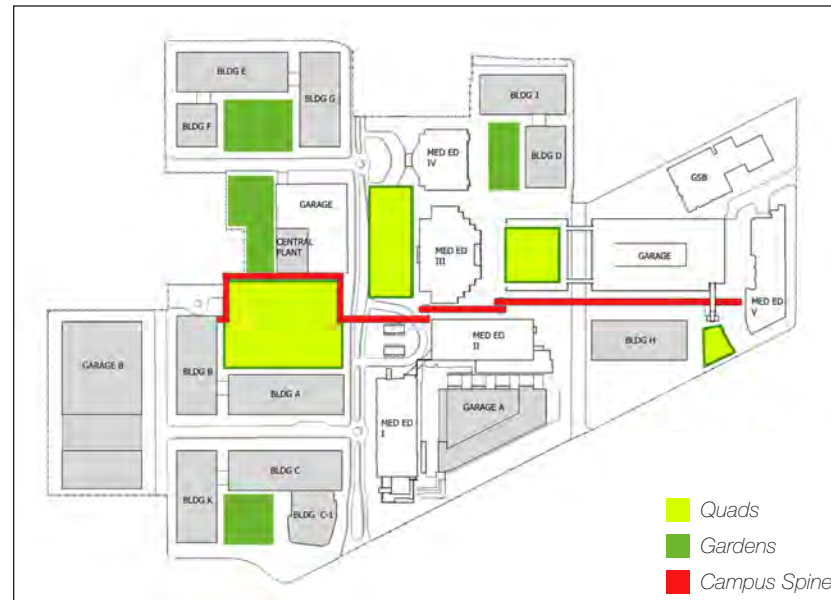 BLDG E
BLDG G
BLDG F
BLDG J
BLDG D
MED ED
IV
GSB
GARAGE
CENTRAL
PLANT
MED ED
III
GARAGE
MED ED
V
GARAGE B
BLDG B
BLDG A
MED ED
II
BLDG H
MED ED
I
GARAGE A
BLDG K
BLDG C
BLDG C-1
Quads
Gardens
Campus Spine